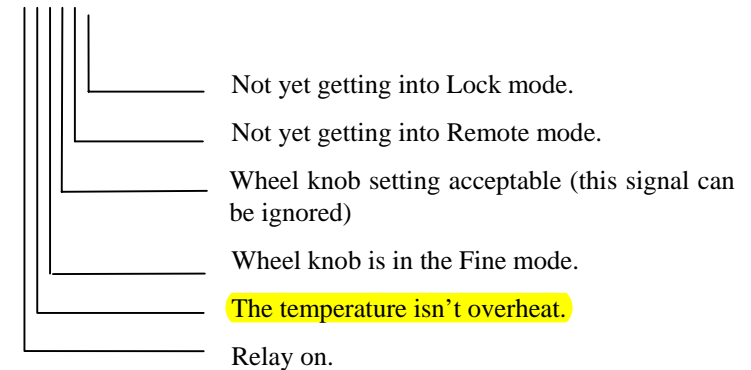 Not yet getting into Lock mode.
Not yet getting into Remote mode.
Wheel knob setting acceptable (this signal can
be ignored)
Wheel knob is in the Fine mode.
The temperature isn’t overheat.
Relay on.